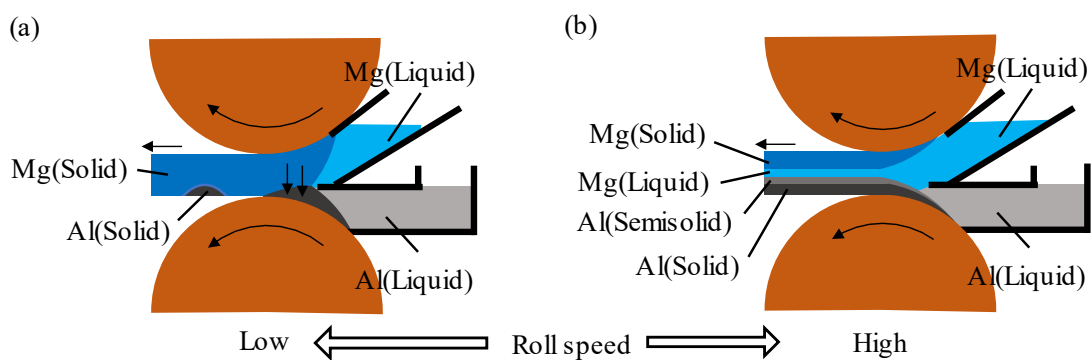 (a)
Mg(Liquid)
Mg(Solid)
Al(Solid)
Al(Liquid)
(b)
Mg(Liquid)
Mg(Solid)
Mg(Liquid)
Al(Semisolid)
Al(Solid)
Al(Liquid)
Low Roll speed High